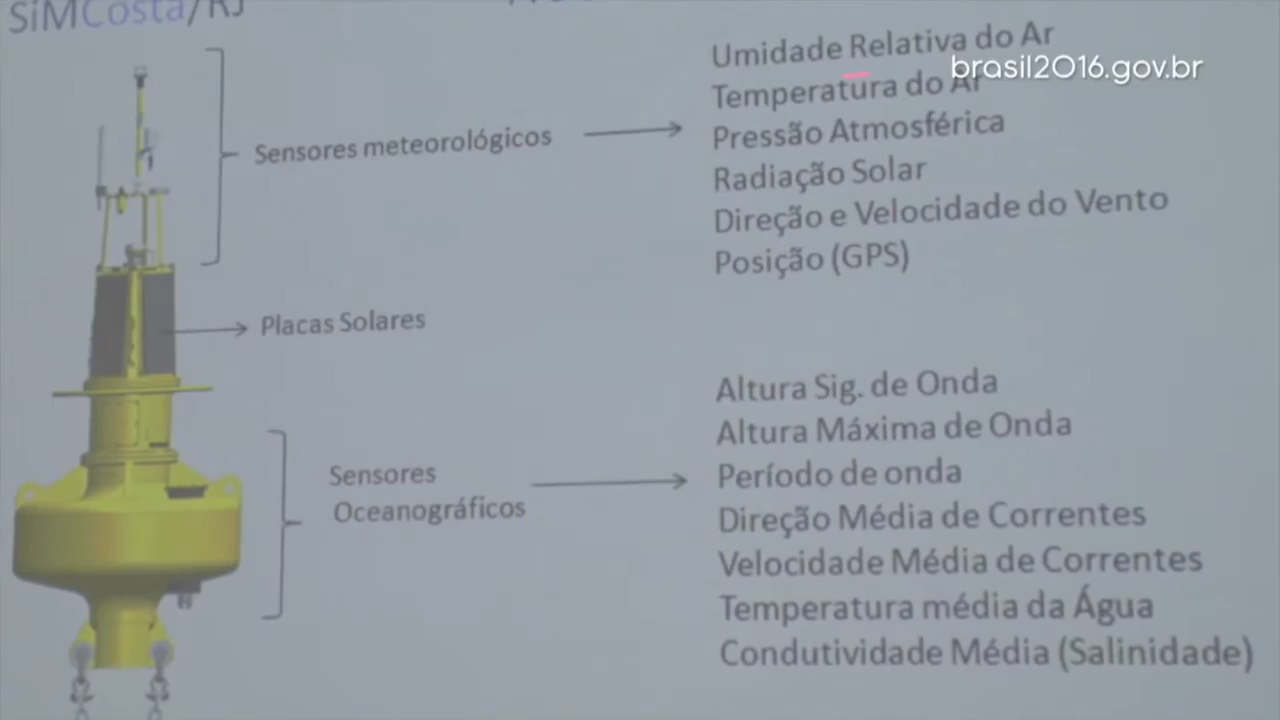 SiMCosta/RJ
Umidade Relativa do Ar
brasil2016.gov.br
Temperatura do Ar
Sensores meteorológicos
Pressão Atmosférica
Radiação Solar
Direção e Velocidade do Vento
Posição (GPS)
Placas Solares
Altura Sig. de Onda
Altura Máxima de Onda
Sensores
Oceanográficos
Período de onda
Direção Média de Correntes
Velocidade Média de Correntes
Temperatura média da Água
Condutividade Média (Salinidade)